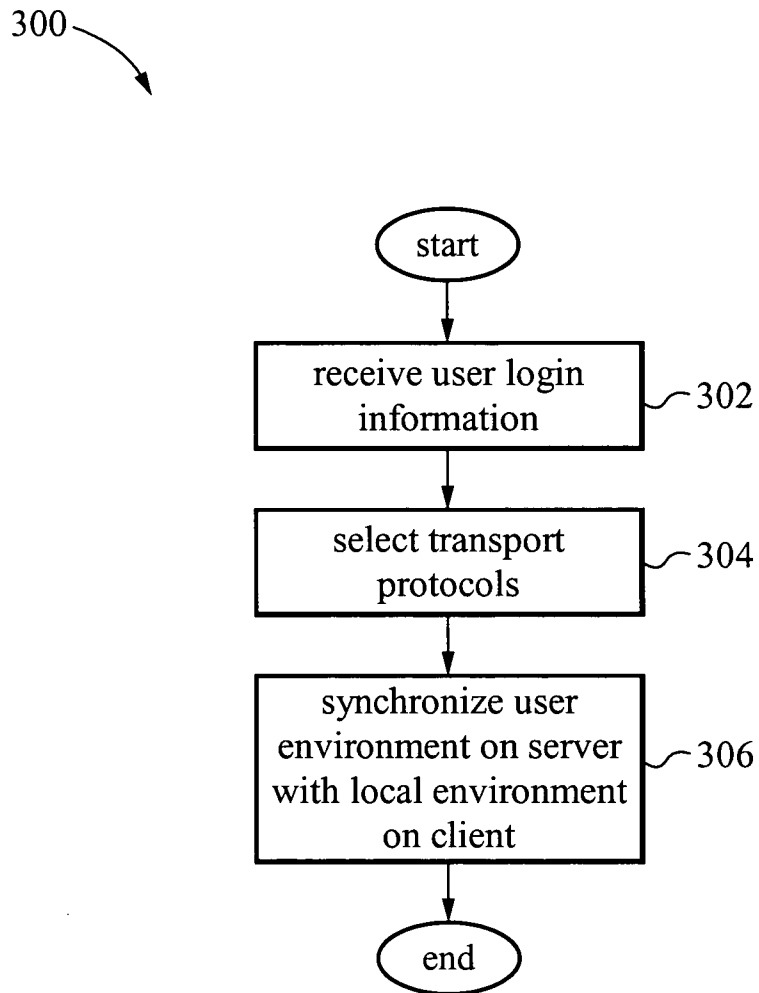 300
start
receive user login
information
302
select transport
protocols
304
synchronize user
environment on server
with local environment
on client
306
end